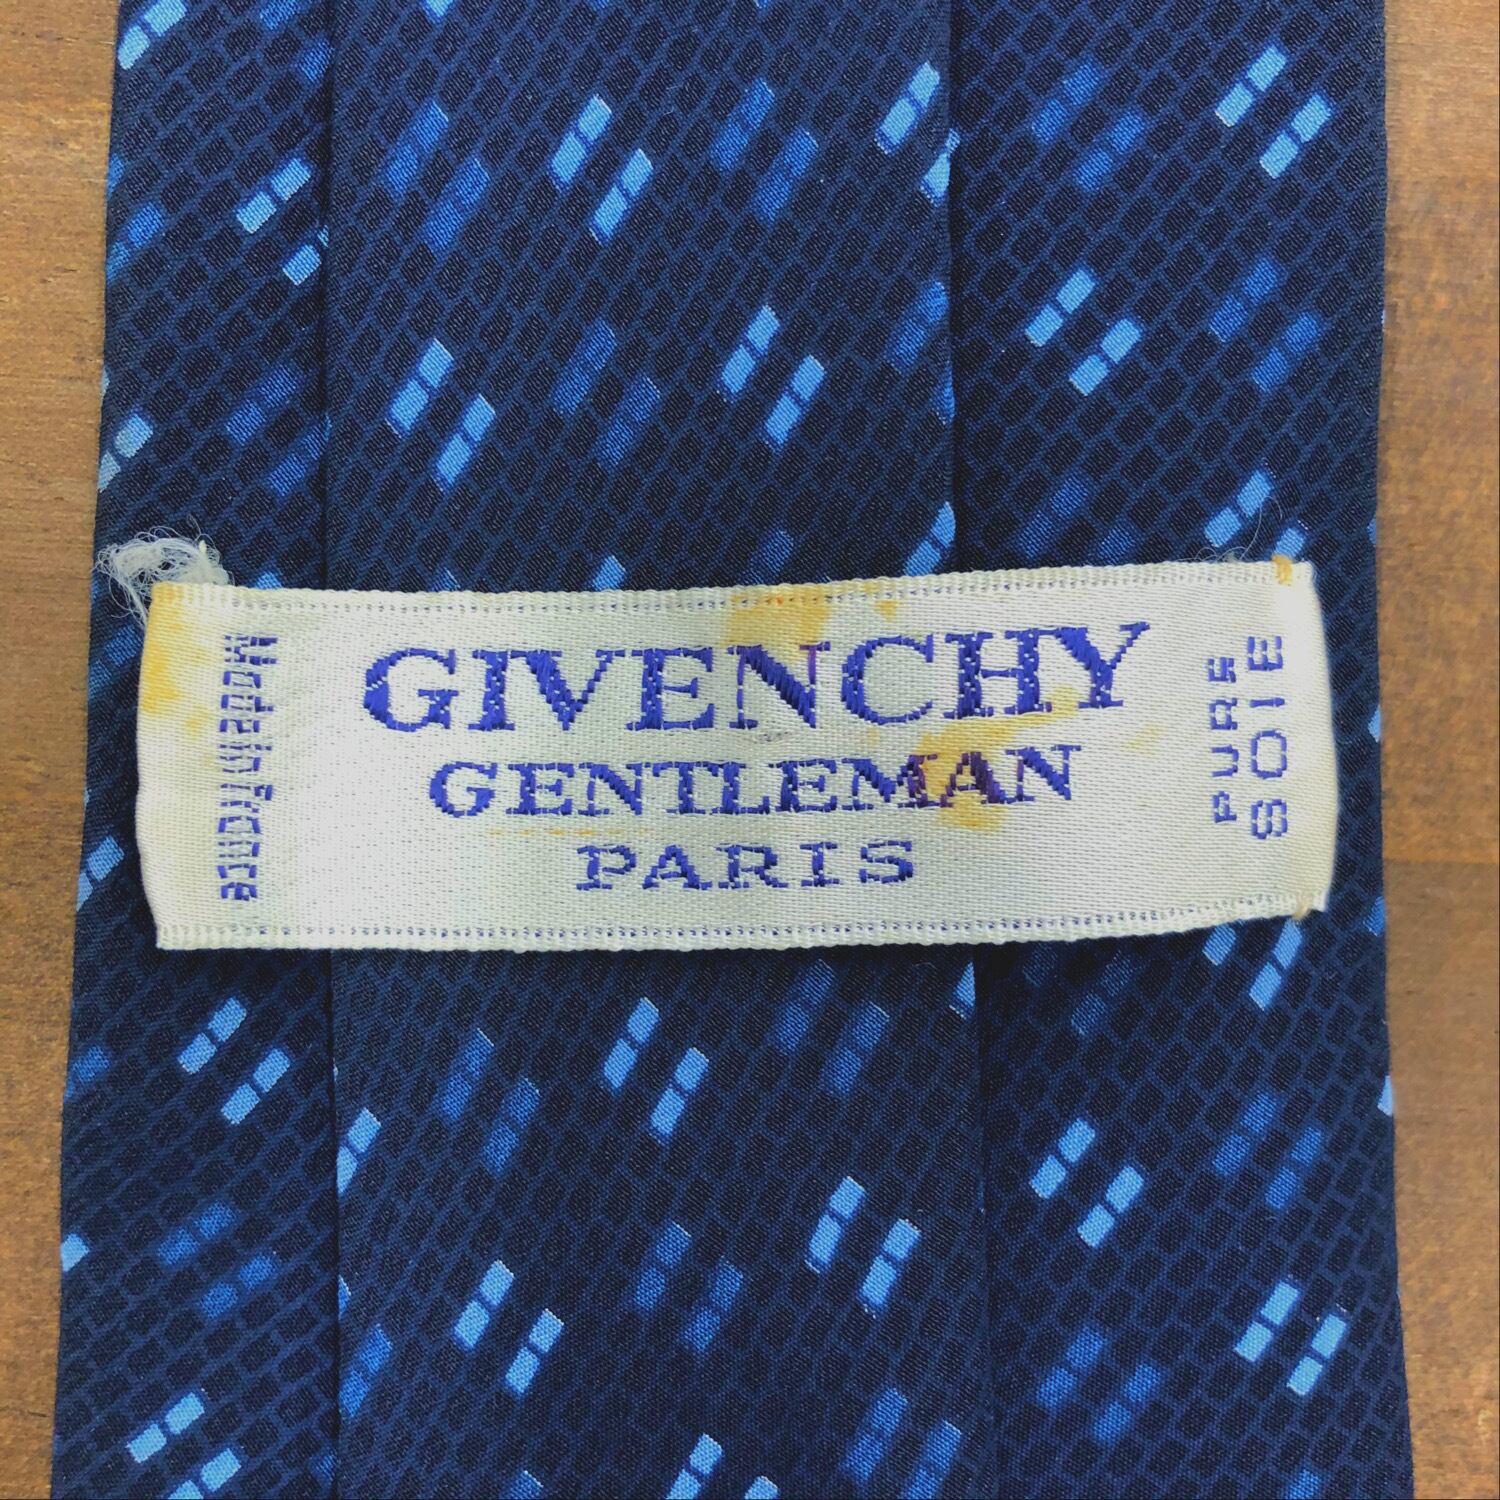 Made in France
GIVENCHY
GENTLEMAN
PARIS
PURE
SOIE